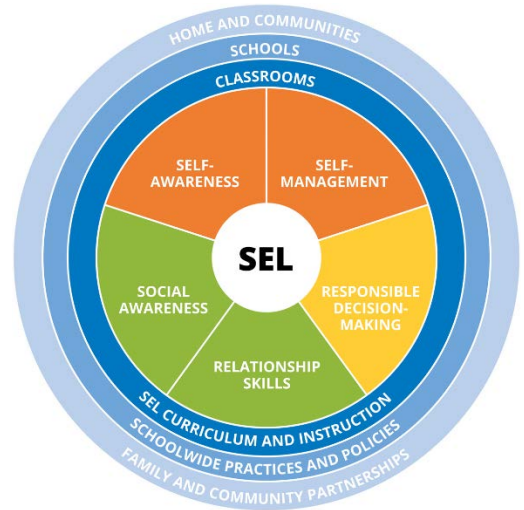 HOME AND COMMUNITIES
SCHOOLS
CLASSROOMS
SELF-
AWARENESS
SELF-
MANAGEMENT
SEL
SOCIAL
AWARENESS
RESPONSIBLE
DECISION-
MAKING
RELATIONSHIP
SKILLS
SEL CURRICULUM AND INSTRUCTION
SCHOOLWIDE PRACTICES AND POLICIES
FAMILY AND COMMUNITY PARTNERSHIPS